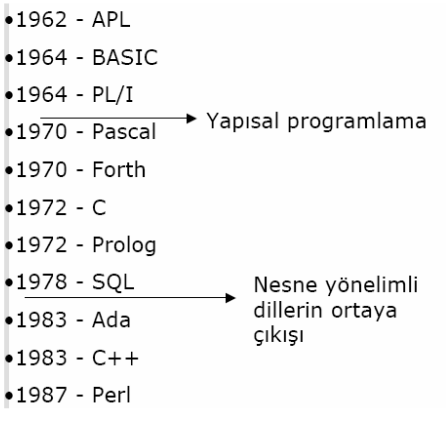 •1962 - APL
•1964 - BASIC
•1964 - PL/I
Yapısal programlama
•1970 - Pascal
•1970 - Forth
•1972 - C
•1972 - Prolog
•1978 - SQL
Nesne yönelimli
dillerin ortaya
çıkışı
•1983 - Ada
•1983 - C++
•1987 - Perl